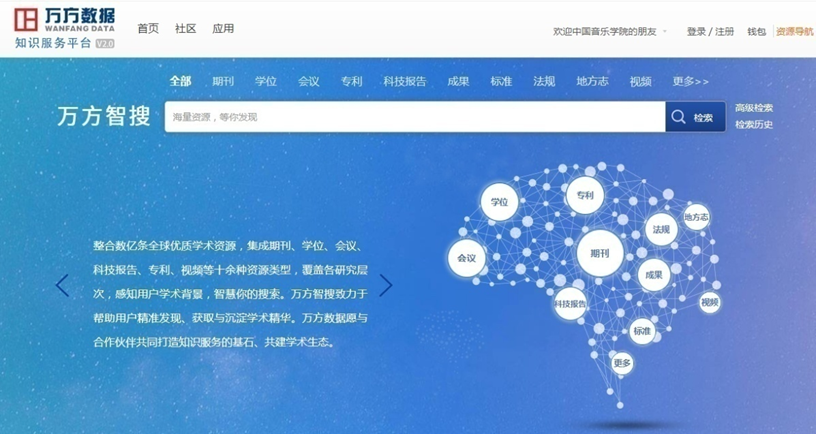 万方数据
WANFANG DATA
知识服务平台 V2.0
首页 社区 应用
欢迎中国音乐学院的朋友 登录 / 注册 钱包 资源导航
全部 期刊 学位 会议 专利 科技报告 成果 标准 法规 地方志 视频 更多>>
万方智搜
海量资源，等你发现
检索
高级检索
检索历史
整合数亿条全球优质学术资源，集成期刊、学位、会议、
科技报告、专利、视频等十余种资源类型，覆盖各研究层
次，感知用户学术背景，智慧你的搜索。万方智搜致力于
帮助用户精准发现、获取与沉淀学术精华。万方数据愿与
合作伙伴共同打造知识服务的基石、共建学术生态。
专利
学位
地方志
法规
期刊
会议
成果
科技报告
视频
标准
更多